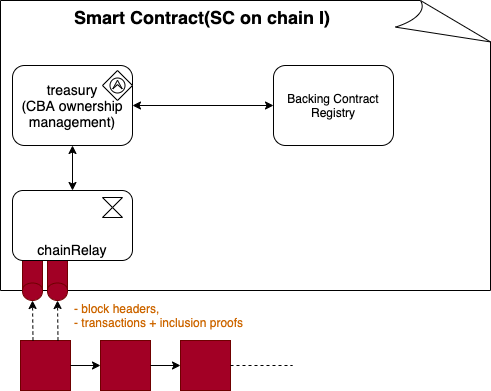 Smart Contract(SC on chain I)
treasury
(CBA ownership
management)
Backing Contract
Registry
chainRelay
- block headers,
- transactions + inclusion proofs